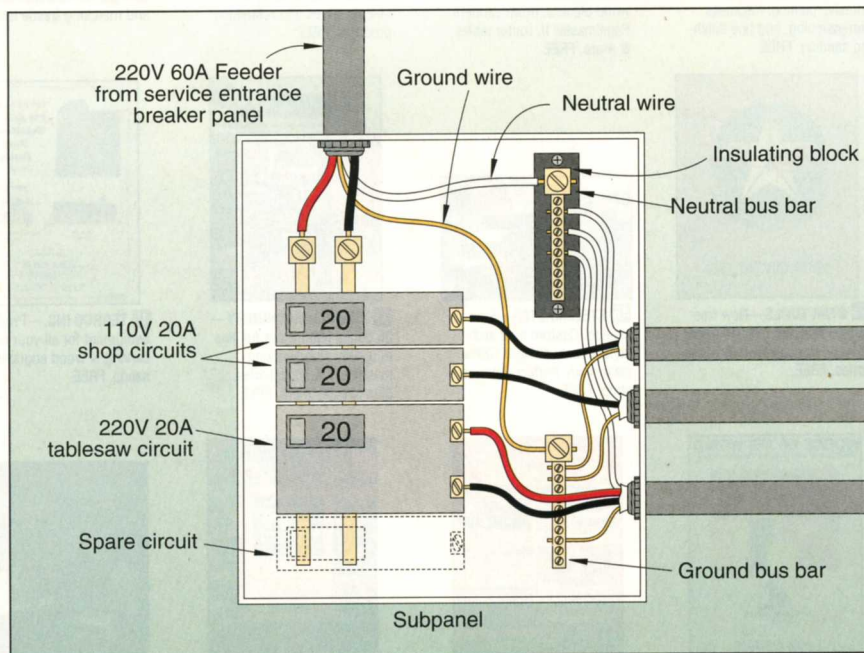 220V 60A Feeder
from service entrance
breaker panel
Ground wire
Neutral wire
Insulating block
Neutral bus bar
110V 20A
shop circuits
20
20
220V 20A
tablesaw circuit
20
Spare circuit
Ground bus bar
Subpanel